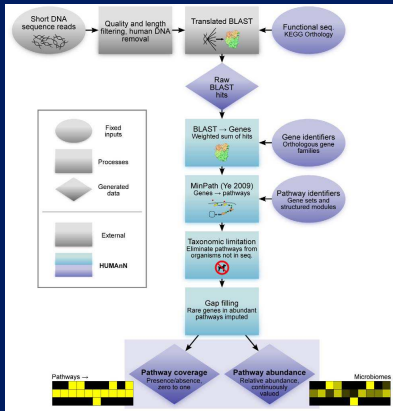 Short DNA
sequence reads
Quality and length
filtering, human DNA
removal
Translated BLAST
Functional seq.
KEGG Orthology
Raw
BLAST
hits
BLAST → Genes
Weighted sum of hits
Gene identifiers
Orthologous gene
families
MinPath (Ye 2009)
Genes → pathways
Pathway identifiers
Gene sets and
structured modules
Taxonomic limitation
Eliminate pathways from
organisms not in seq.
Gap filling
Rare genes in abundant
pathways imputed
Fixed
inputs
Processes
Generated
data
External
HUMAnN
Pathway coverage
Presence/absence,
zero to one
Pathway abundance
Relative abundance,
continuously
valued
Pathways →
Microbiomes